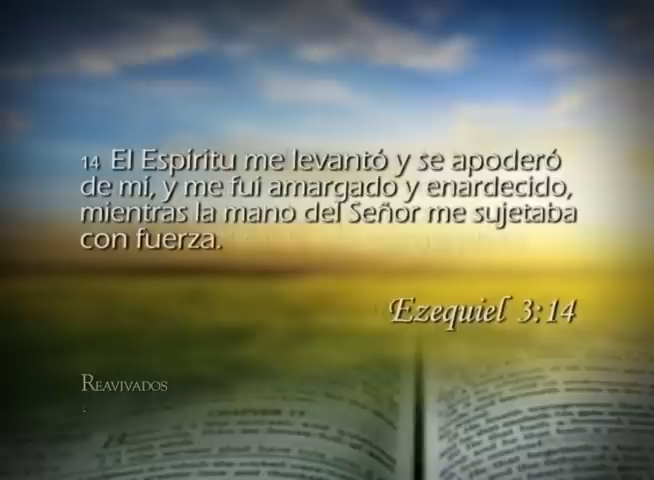 14 El Espíritu me levantó y se apoderó
de mí, y me fui amargado y enardecido,
mientras la mano del Señor me sujetaba
con fuerza.
Ezequiel 3:14
Reavivados